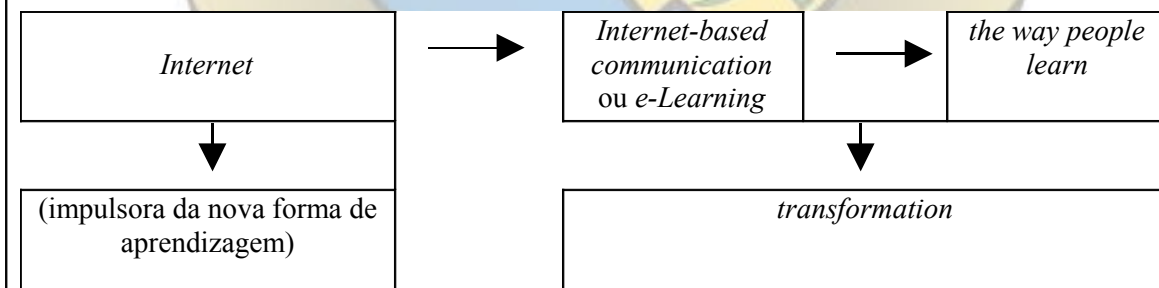 Internet
Internet-based
communication
ou e-Learning
the way people
learn
(impulsora da nova forma de
aprendizagem)
transformation